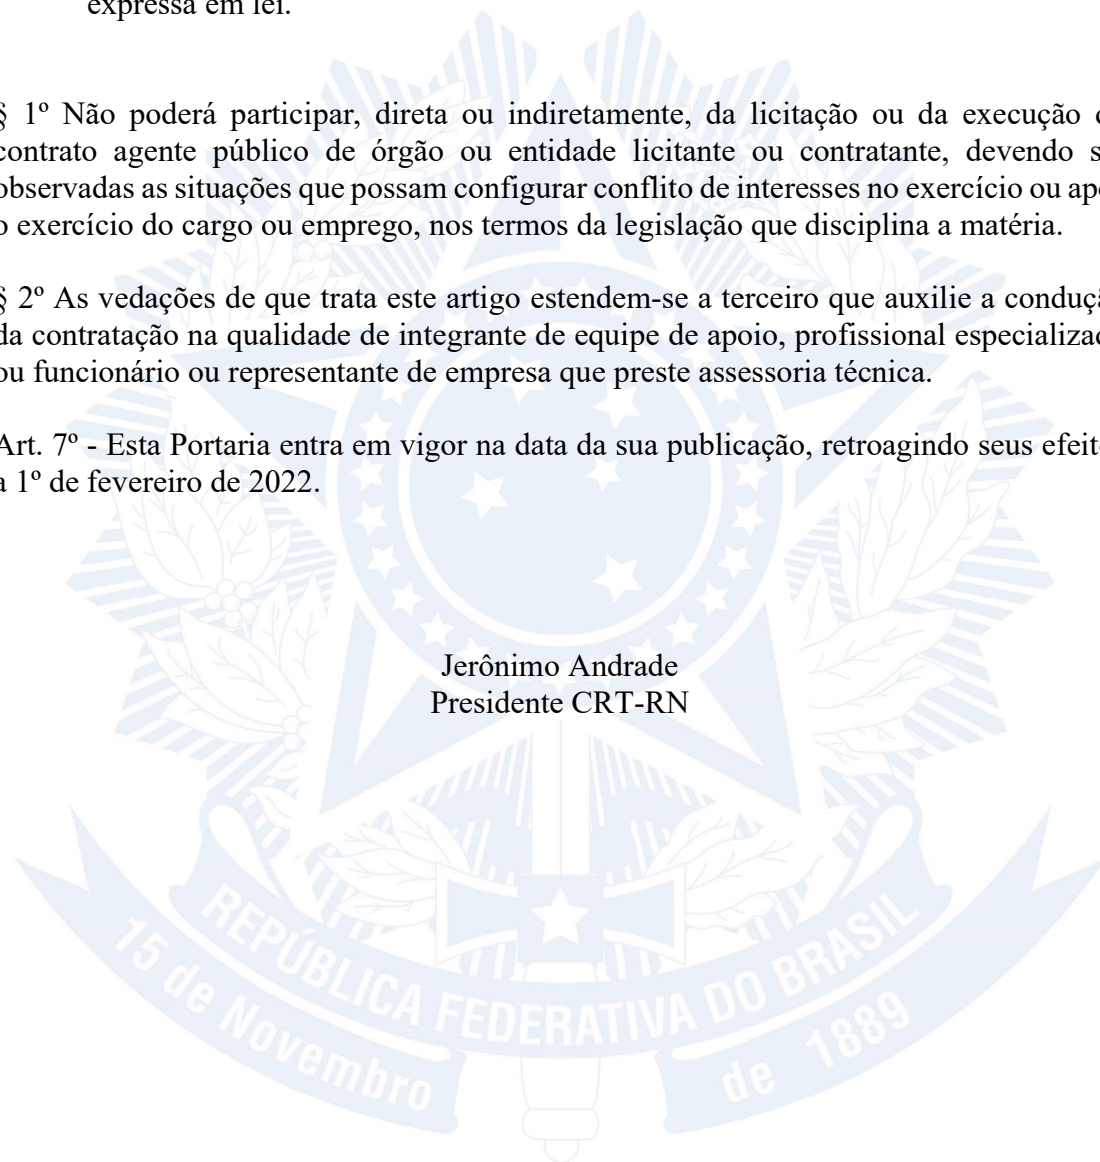 expressa em lei.
§ 1º Não poderá participar, direta ou indiretamente, da licitação ou da execução
contrato agente público de órgão ou entidade licitante ou contratante, devendo
observadas as situações que possam configurar conflito de interesses no exercício ou
o exercício do cargo ou emprego, nos termos da legislação que disciplina a matéria.
§ 2º As vedações de que trata este artigo estendem-se a terceiro que auxilie a
da contratação na qualidade de integrante de equipe de apoio, profissional
ou funcionário ou representante de empresa que preste assessoria técnica.
Art. 7º - Esta Portaria entra em vigor na data da sua publicação, retroagindo seus
a 1º de fevereiro de 2022.
Jerônimo Andrade
Presidente CRT-RN
REPÚBLICA FEDERATIVA DO BRASIL
15 de Novembro de 1889